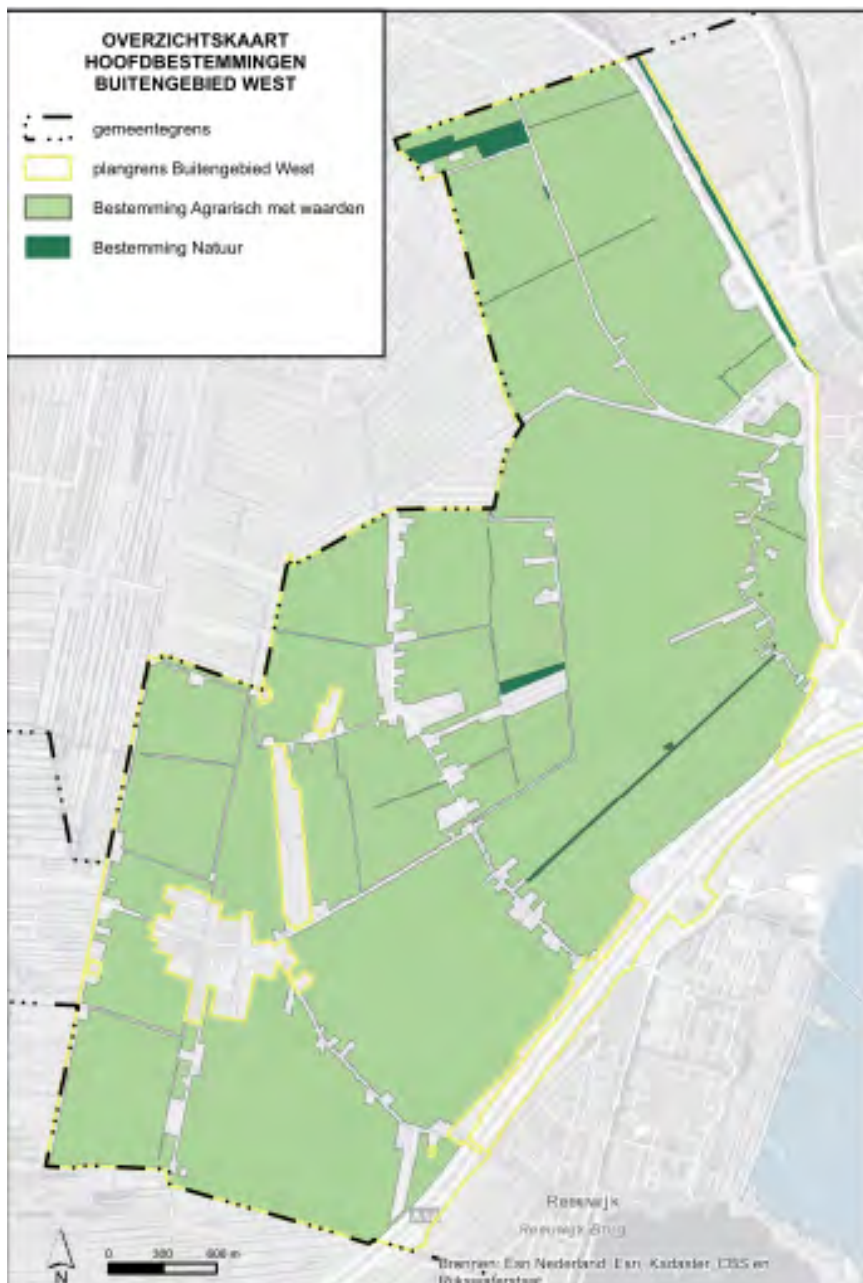 OVERZICHTSKAART
HOOFDBESTEMMINGEN
BUITENGEBIED WEST
gemeentegrens
plangrens Buitengebied West
Bestemming Agrarisch met waarden
Bestemming Natuur
Reeuwijk
Reeuwijk-Brug
N
0 300 600 m
Bronnen: Esri Nederland, Esri, Kadaster, CBS en
Rijkswaterstaat